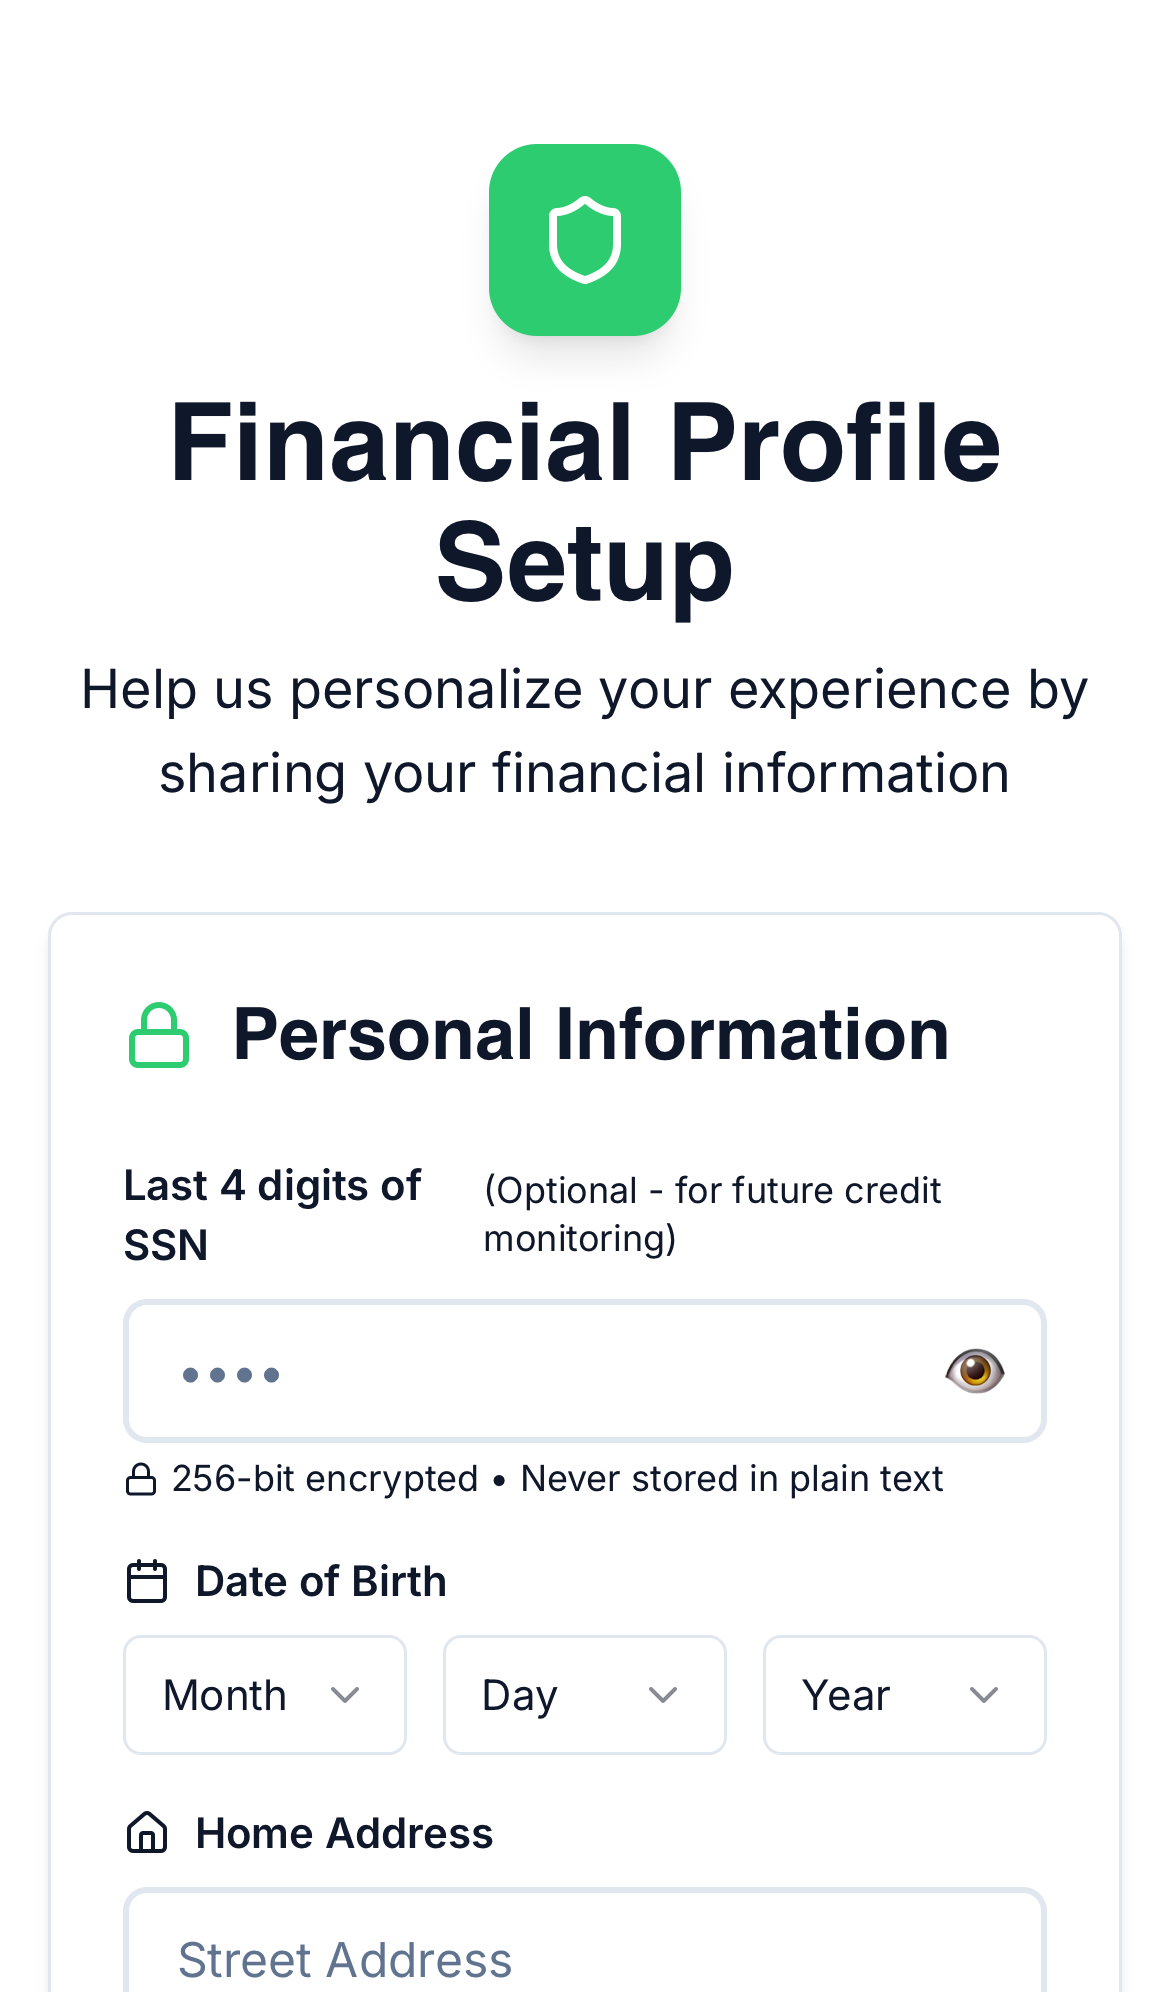 Financial Profile
Setup
Help us personalize your experience by
sharing your financial information
Personal Information
Last 4 digits of
SSN
(Optional - for future credit
monitoring)
••••
256-bit encrypted • Never stored in plain text
Date of Birth
Month
Day
Year
Home Address
Street Address